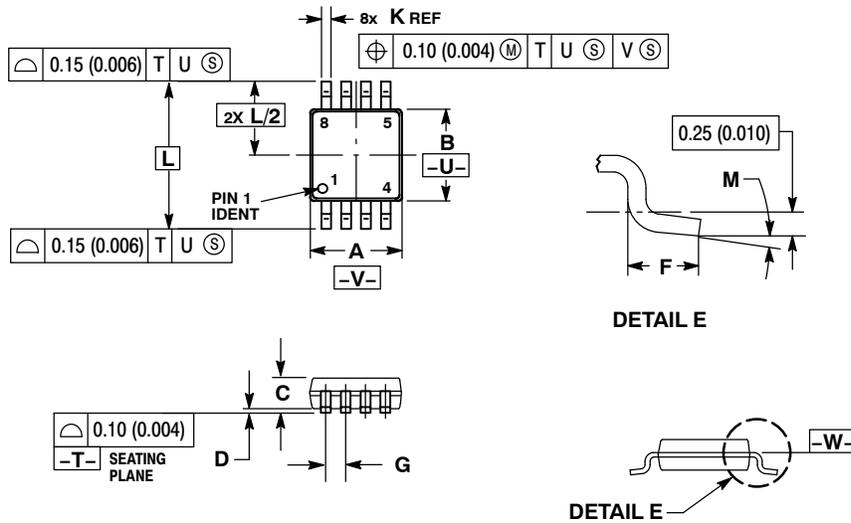 8x K REF
⌖ 0.10 (0.004) Ⓜ T U Ⓢ V Ⓢ
⌓ 0.15 (0.006) T U Ⓢ
2X L/2
8 5
B
–U–
L
PIN 1
IDENT
1
4
⌓ 0.15 (0.006) T U Ⓢ
A
–V–
0.25 (0.010)
M
F
DETAIL E
C
⌓ 0.10 (0.004)
–T– SEATING
PLANE
D
G
–W–
DETAIL E